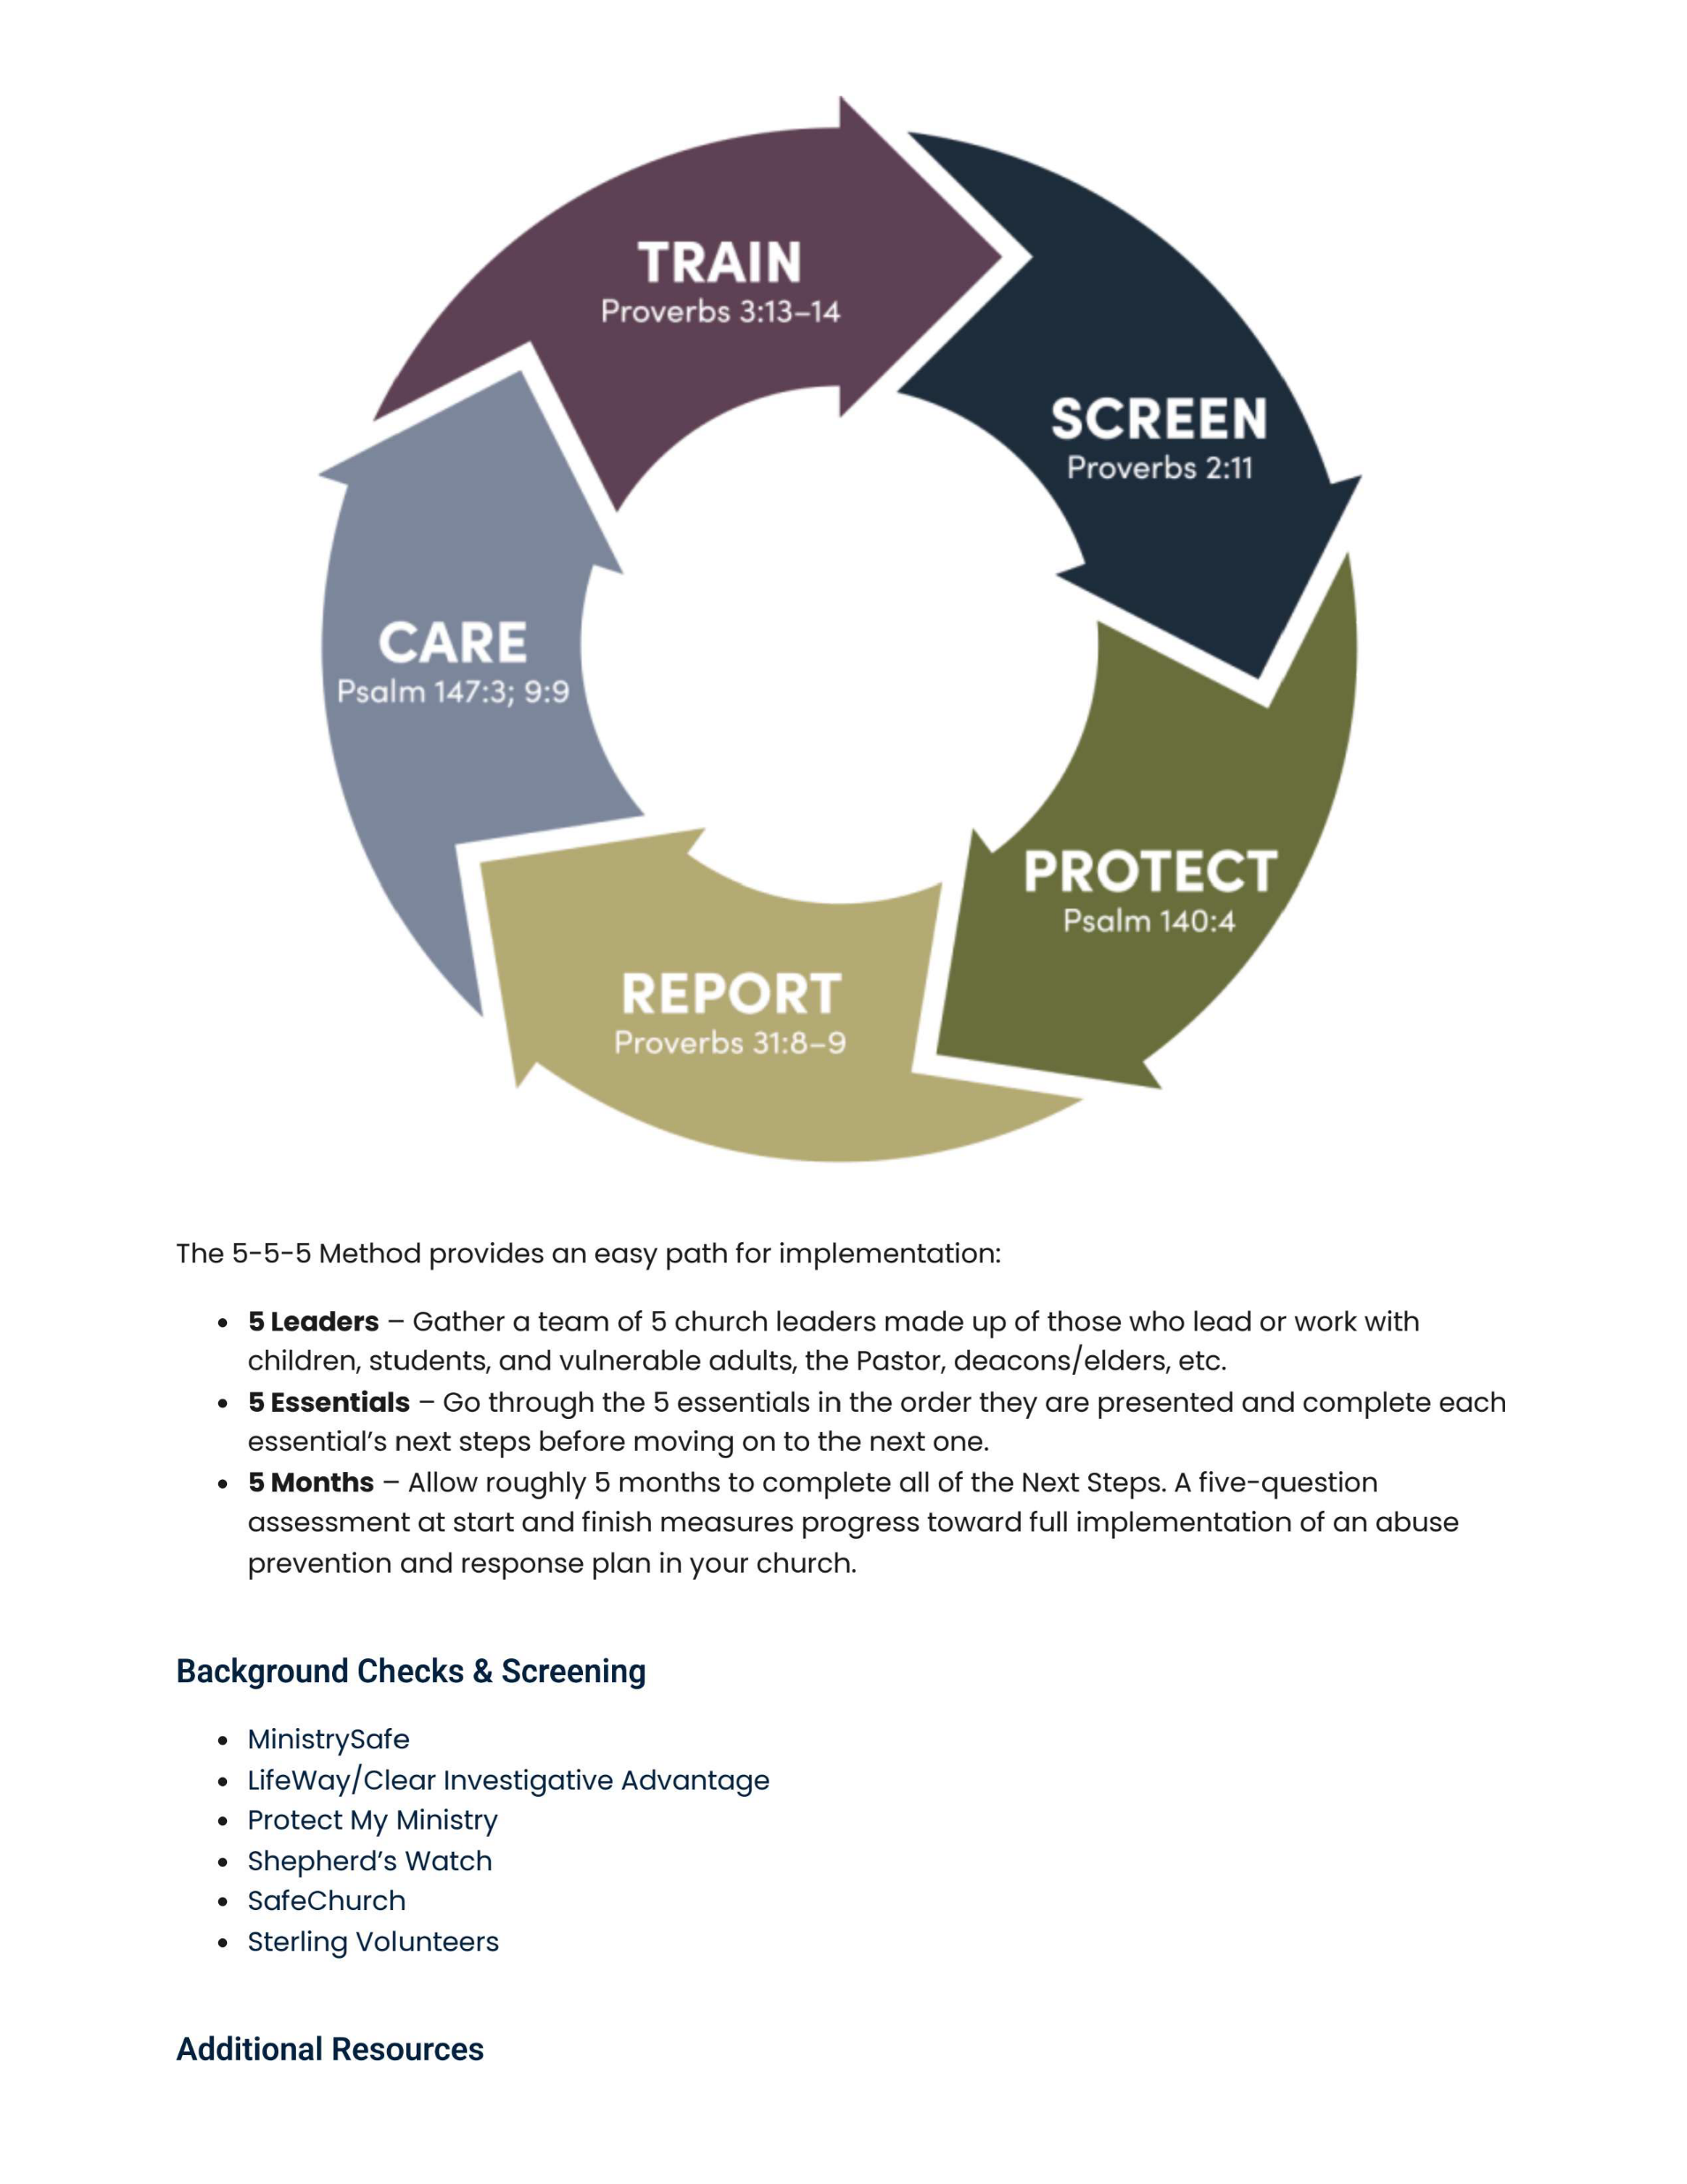 TRAIN
Proverbs 3:13–14
SCREEN
Proverbs 2:11
PROTECT
Psalm 140:4
REPORT
Proverbs 31:8–9
CARE
Psalm 147:3; 9:9
The 5-5-5 Method provides an easy path for implementation:
• 5 Leaders – Gather a team of 5 church leaders made up of those who lead or work with
children, students, and vulnerable adults, the Pastor, deacons/elders, etc.
• 5 Essentials – Go through the 5 essentials in the order they are presented and complete each
essential’s next steps before moving on to the next one.
• 5 Months – Allow roughly 5 months to complete all of the Next Steps. A five-question
assessment at start and finish measures progress toward full implementation of an abuse
prevention and response plan in your church.
Background Checks & Screening
• MinistrySafe
• LifeWay/Clear Investigative Advantage
• Protect My Ministry
• Shepherd’s Watch
• SafeChurch
• Sterling Volunteers
Additional Resources